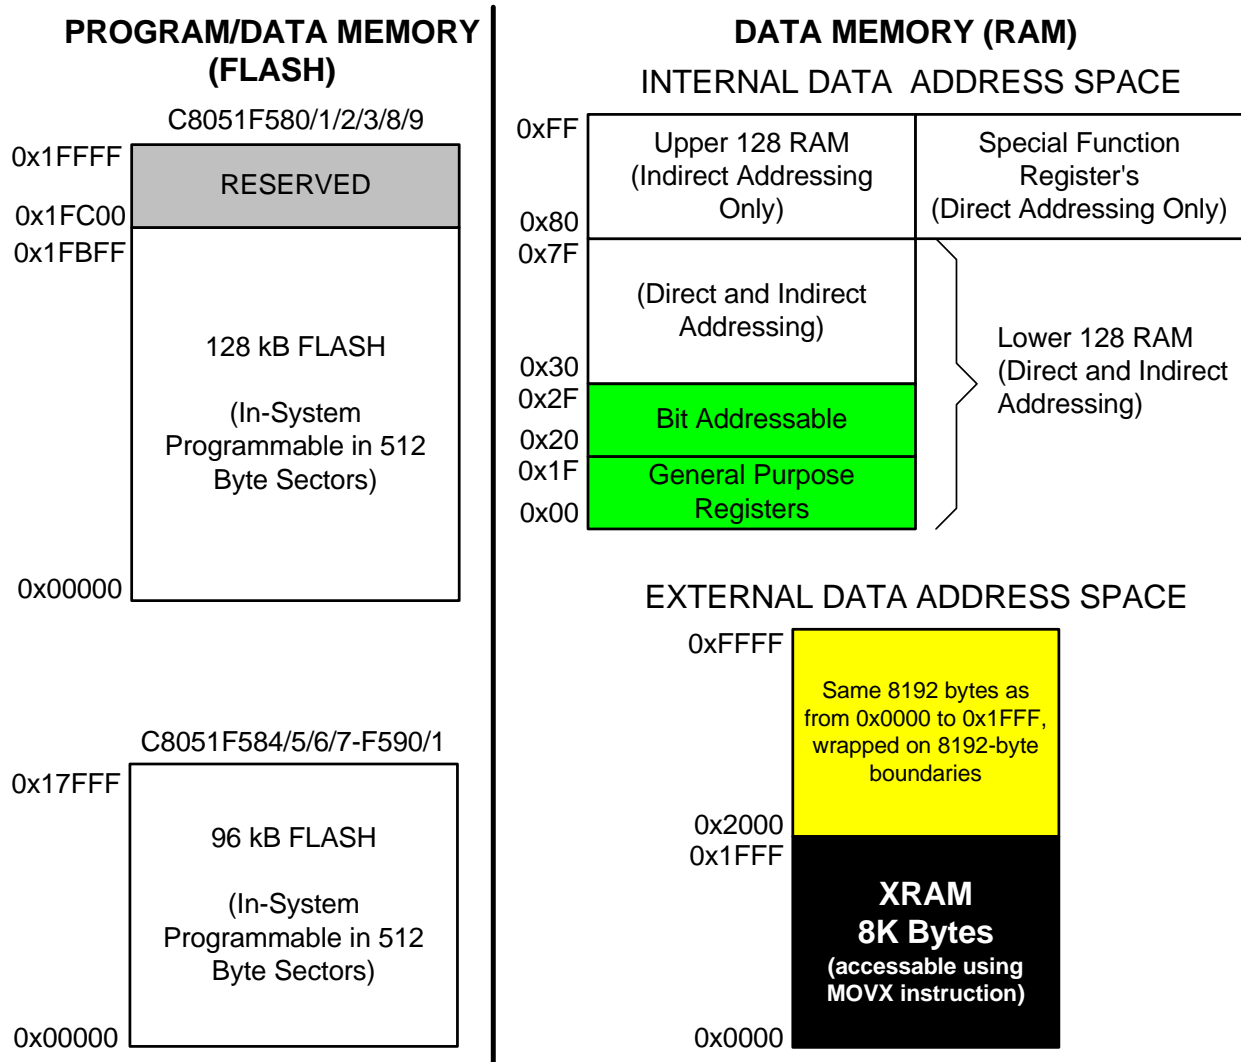 PROGRAM/DATA MEMORY
(FLASH)
C8051F580/1/2/3/8/9
0x1FFFF
RESERVED
0x1FC00
0x1FBFF
128 kB FLASH
(In-System
Programmable in 512
Byte Sectors)
0x00000
C8051F584/5/6/7-F590/1
0x17FFF
96 kB FLASH
(In-System
Programmable in 512
Byte Sectors)
0x00000
DATA MEMORY (RAM)
INTERNAL DATA ADDRESS SPACE
0xFF
Upper 128 RAM
(Indirect Addressing
Only)
0x80
Special Function
Register's
(Direct Addressing Only)
0x7F
(Direct and Indirect
Addressing)
0x30
Lower 128 RAM
(Direct and Indirect
Addressing)
0x2F
Bit Addressable
0x20
0x1F
General Purpose
Registers
0x00
EXTERNAL DATA ADDRESS SPACE
0xFFFF
Same 8192 bytes as
from 0x0000 to 0x1FFF,
wrapped on 8192-byte
boundaries
0x2000
0x1FFF
XRAM
8K Bytes
(accessable using
MOVX instruction)
0x0000